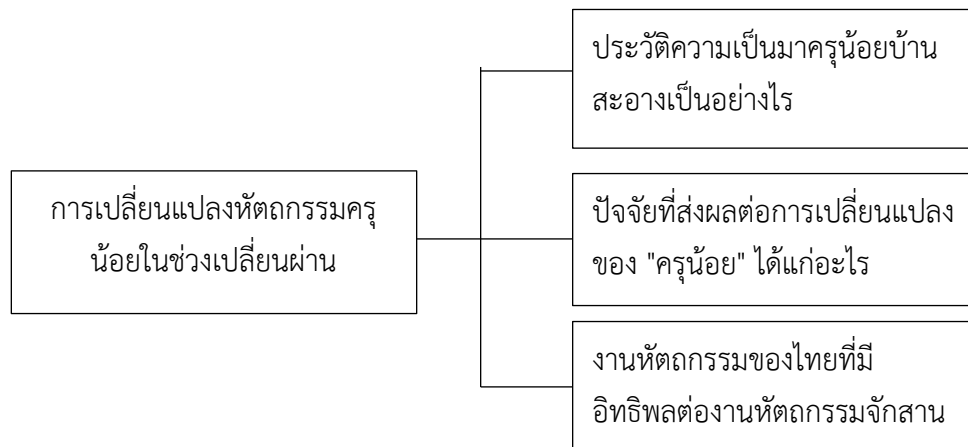 ประวัติความเป็นมาครุน้อยบ้าน
สะอางเป็นอย่างไร
การเปลี่ยนแปลงหัตถกรรมครุ
น้อยในช่วงเปลี่ยนผ่าน
ปัจจัยที่ส่งผลต่อการเปลี่ยนแปลง
ของ "ครุน้อย" ได้แก่อะไร
งานหัตถกรรมของไทยที่มี
อิทธิพลต่องานหัตถกรรมจักสาน